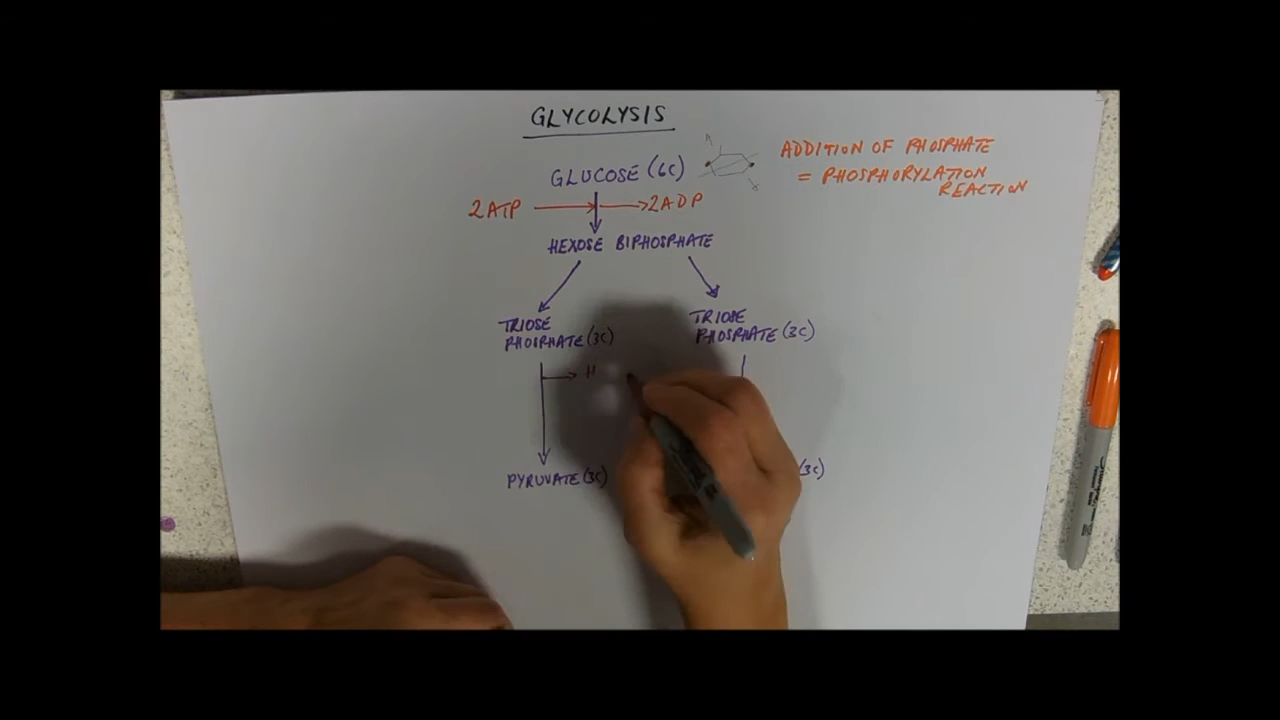 GLYCOLYSIS
GLUCOSE (6C)
ADDITION OF PHOSPHATE
= PHOSPHORYLATION
REACTION
2ATP
2ADP
HEXOSE BIPHOSPHATE
TRIOSE
PHOSPHATE (3C)
TRIOSE
PHOSPHATE (3C)
H
PYRUVATE (3C)
(3C)